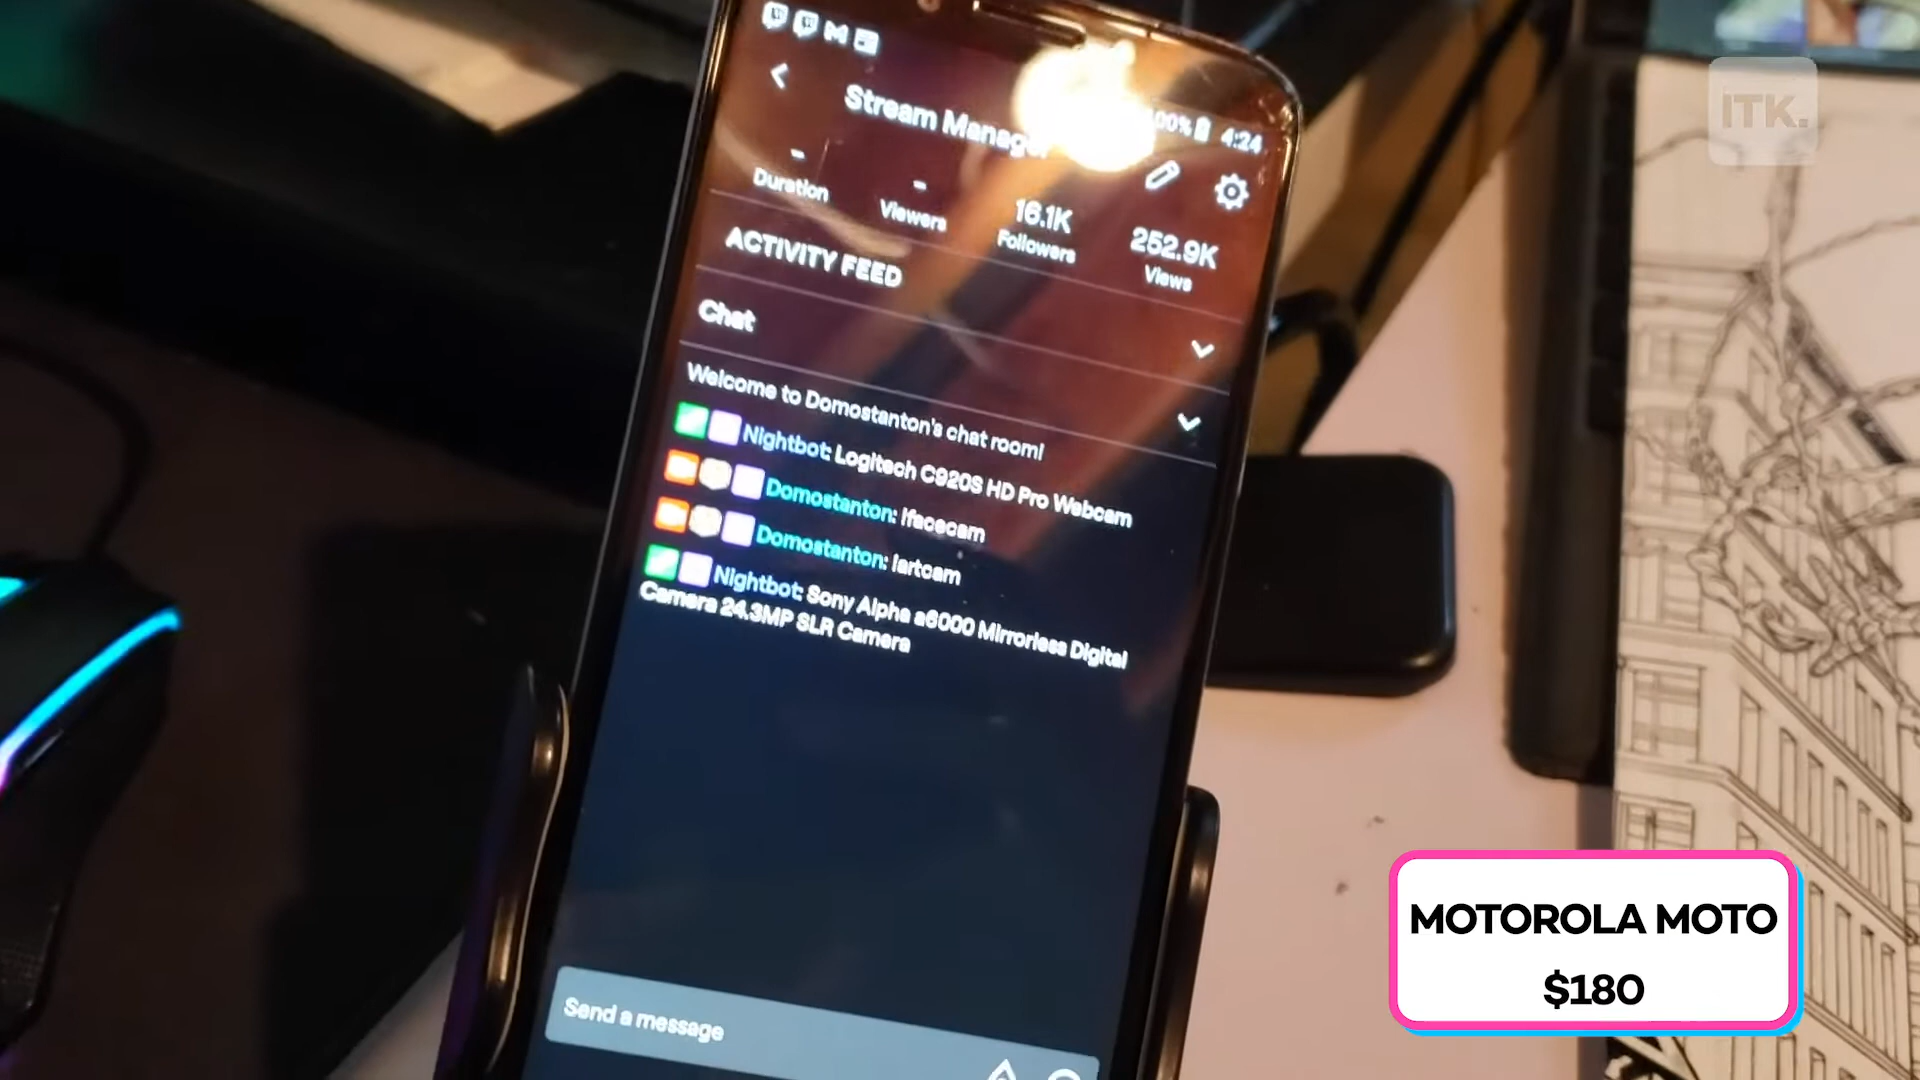 ITK.
100% 4:24
Stream Manager
-
Duration
-
Viewers
16.1K
Followers
252.9K
Views
ACTIVITY FEED
Chat
Welcome to Domostanton's chat room!
Nightbot: Logitech C920S HD Pro Webcam
Domostanton: !facecam
Domostanton: !artcam
Nightbot: Sony Alpha a6000 Mirrorless Digital
Camera 24.3MP SLR Camera
Send a message
MOTOROLA MOTO
$180